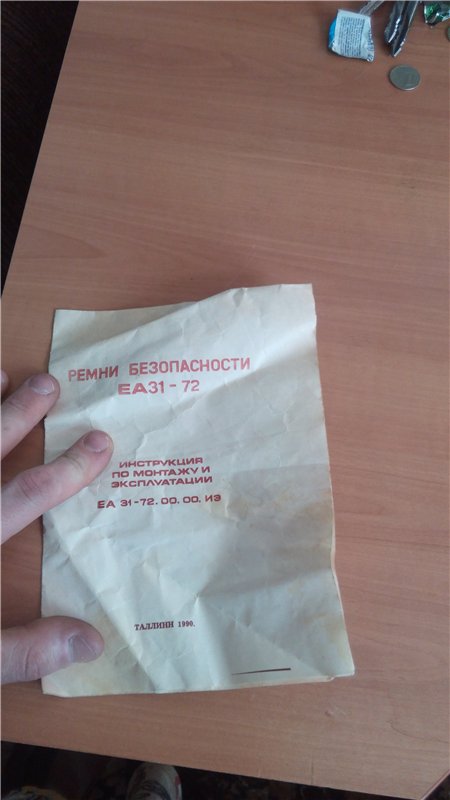 РЕМНИ БЕЗОПАСНОСТИ
ЕА31-72
ИНСТРУКЦИЯ
ПО МОНТАЖУ И
ЭКСПЛУАТАЦИИ
ЕА 31-72.00.00.ИЭ
ТАЛЛИНН 1990.